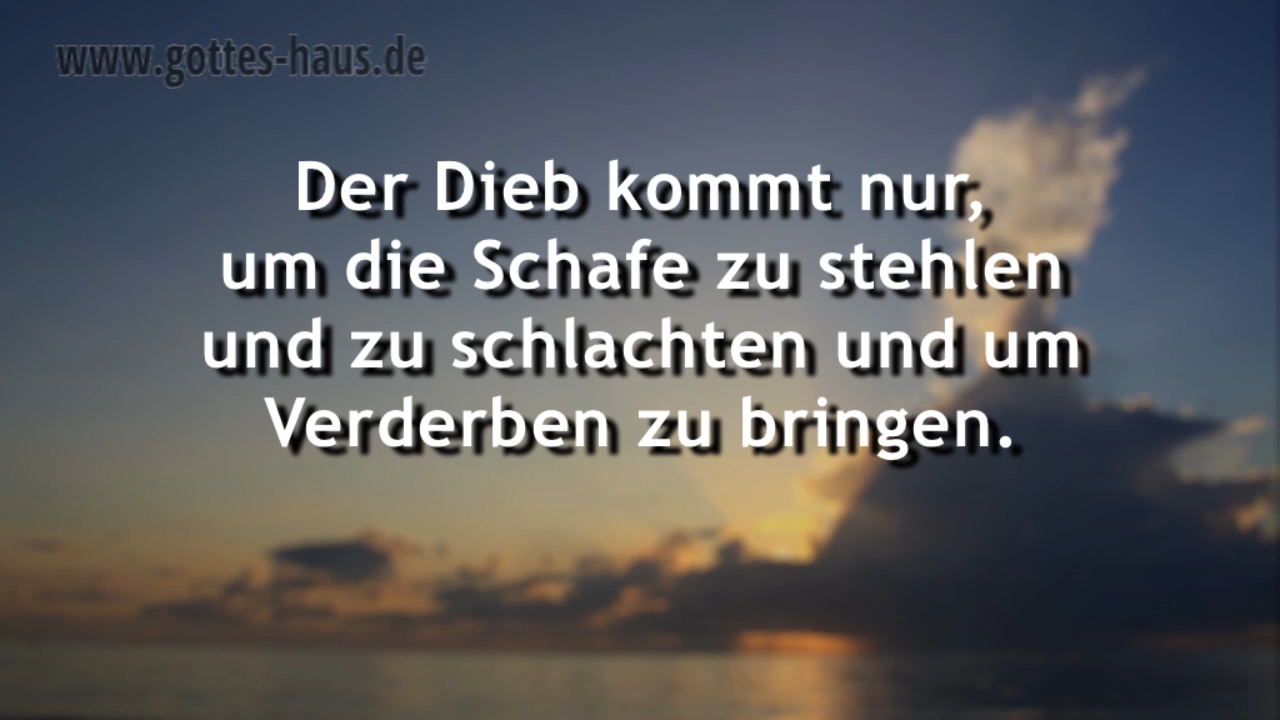 www.gottes-haus.de
Der Dieb kommt nur,
um die Schafe zu stehlen
und zu schlachten und um
Verderben zu bringen.